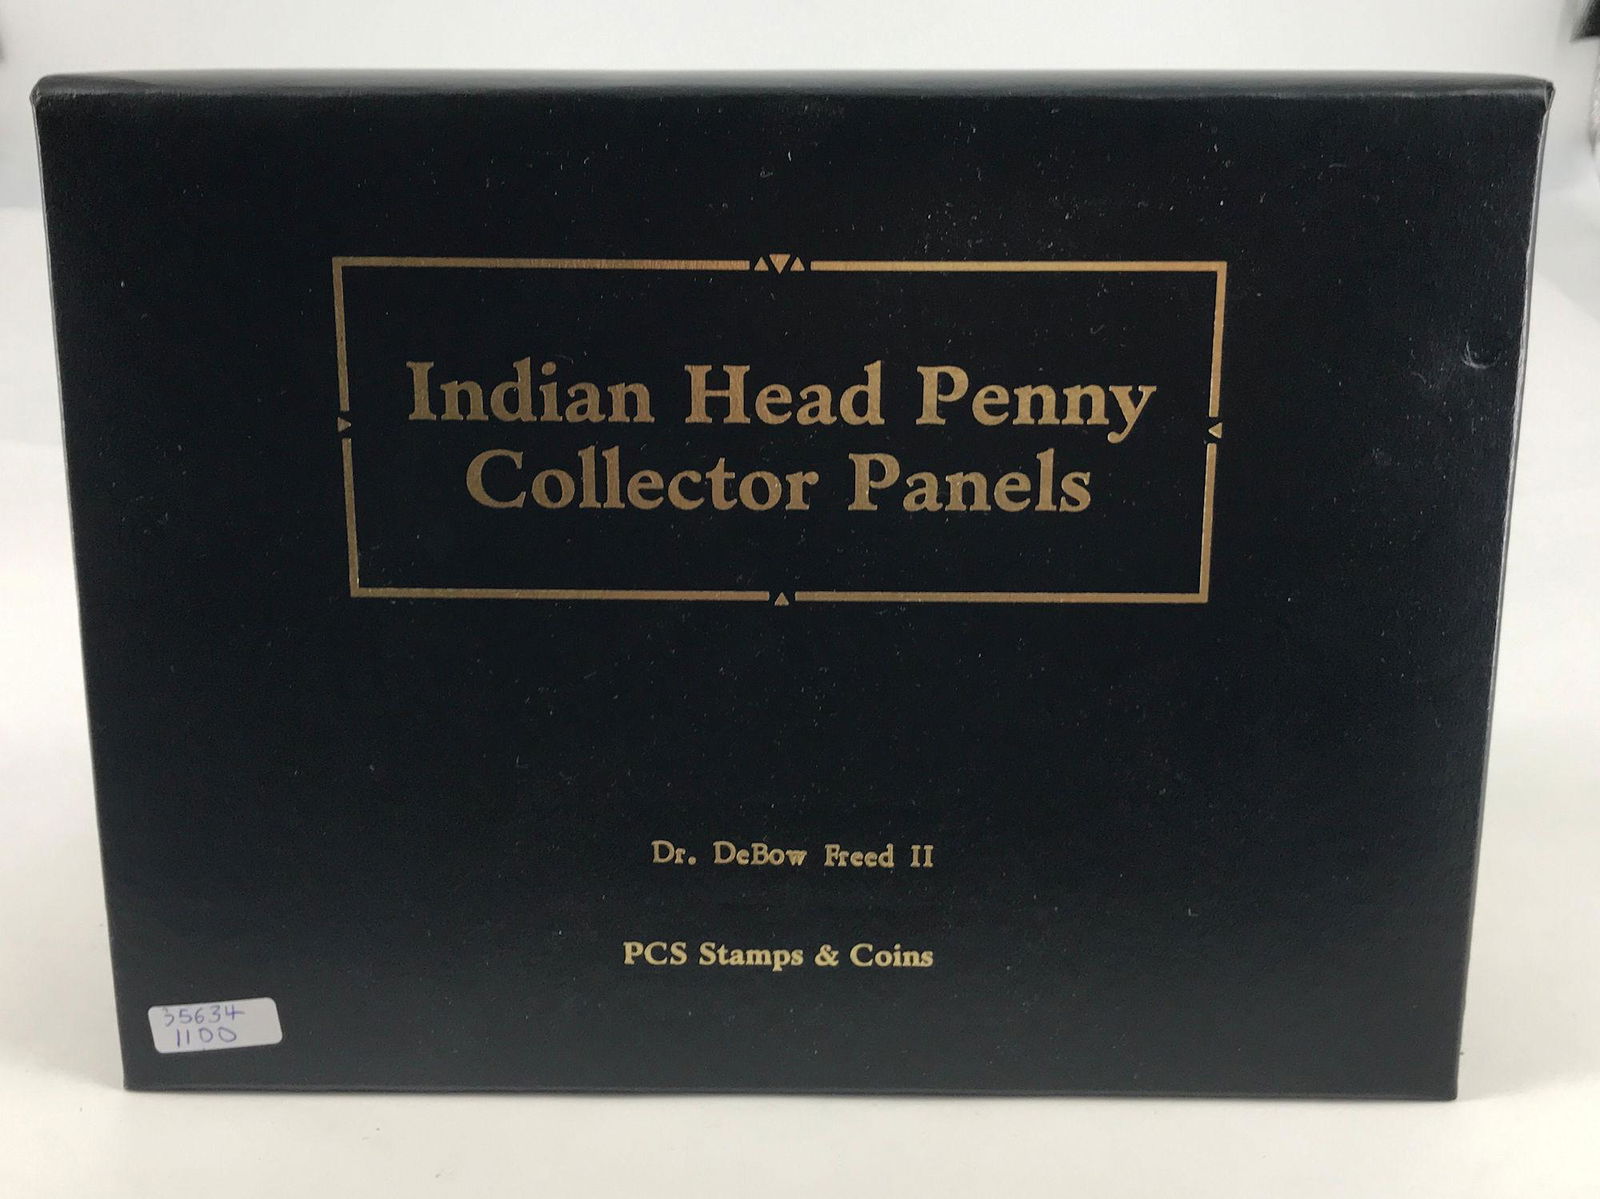 Indian Head Penny
Collector Panels
Dr. DeBow Freed II
PCS Stamps & Coins
35634
1100